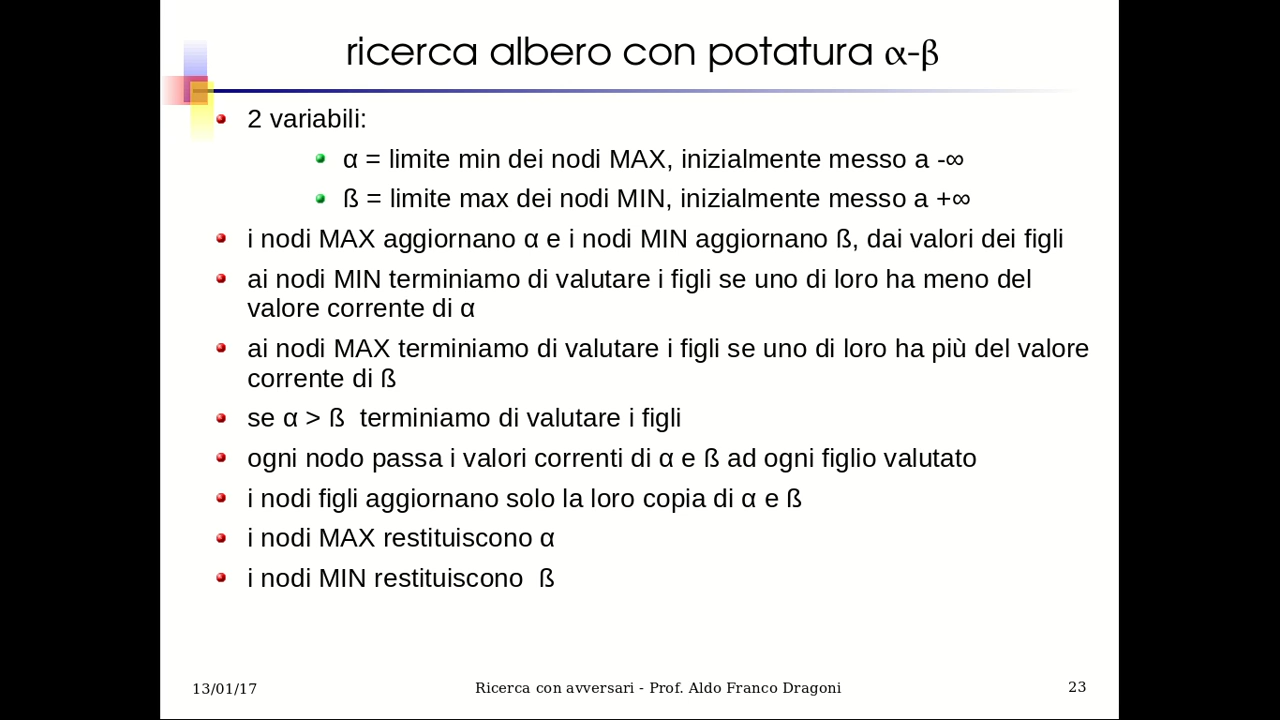 ricerca albero con potatura α-β
2 variabili:
α = limite min dei nodi MAX, inizialmente messo a -∞
ß = limite max dei nodi MIN, inizialmente messo a +∞
i nodi MAX aggiornano α e i nodi MIN aggiornano ß, dai valori dei figli
ai nodi MIN terminiamo di valutare i figli se uno di loro ha meno del
valore corrente di α
ai nodi MAX terminiamo di valutare i figli se uno di loro ha più del valore
corrente di ß
se α > ß  terminiamo di valutare i figli
ogni nodo passa i valori correnti di α e ß ad ogni figlio valutato
i nodi figli aggiornano solo la loro copia di α e ß
i nodi MAX restituiscono α
i nodi MIN restituiscono  ß
13/01/17
Ricerca con avversari - Prof. Aldo Franco Dragoni
23